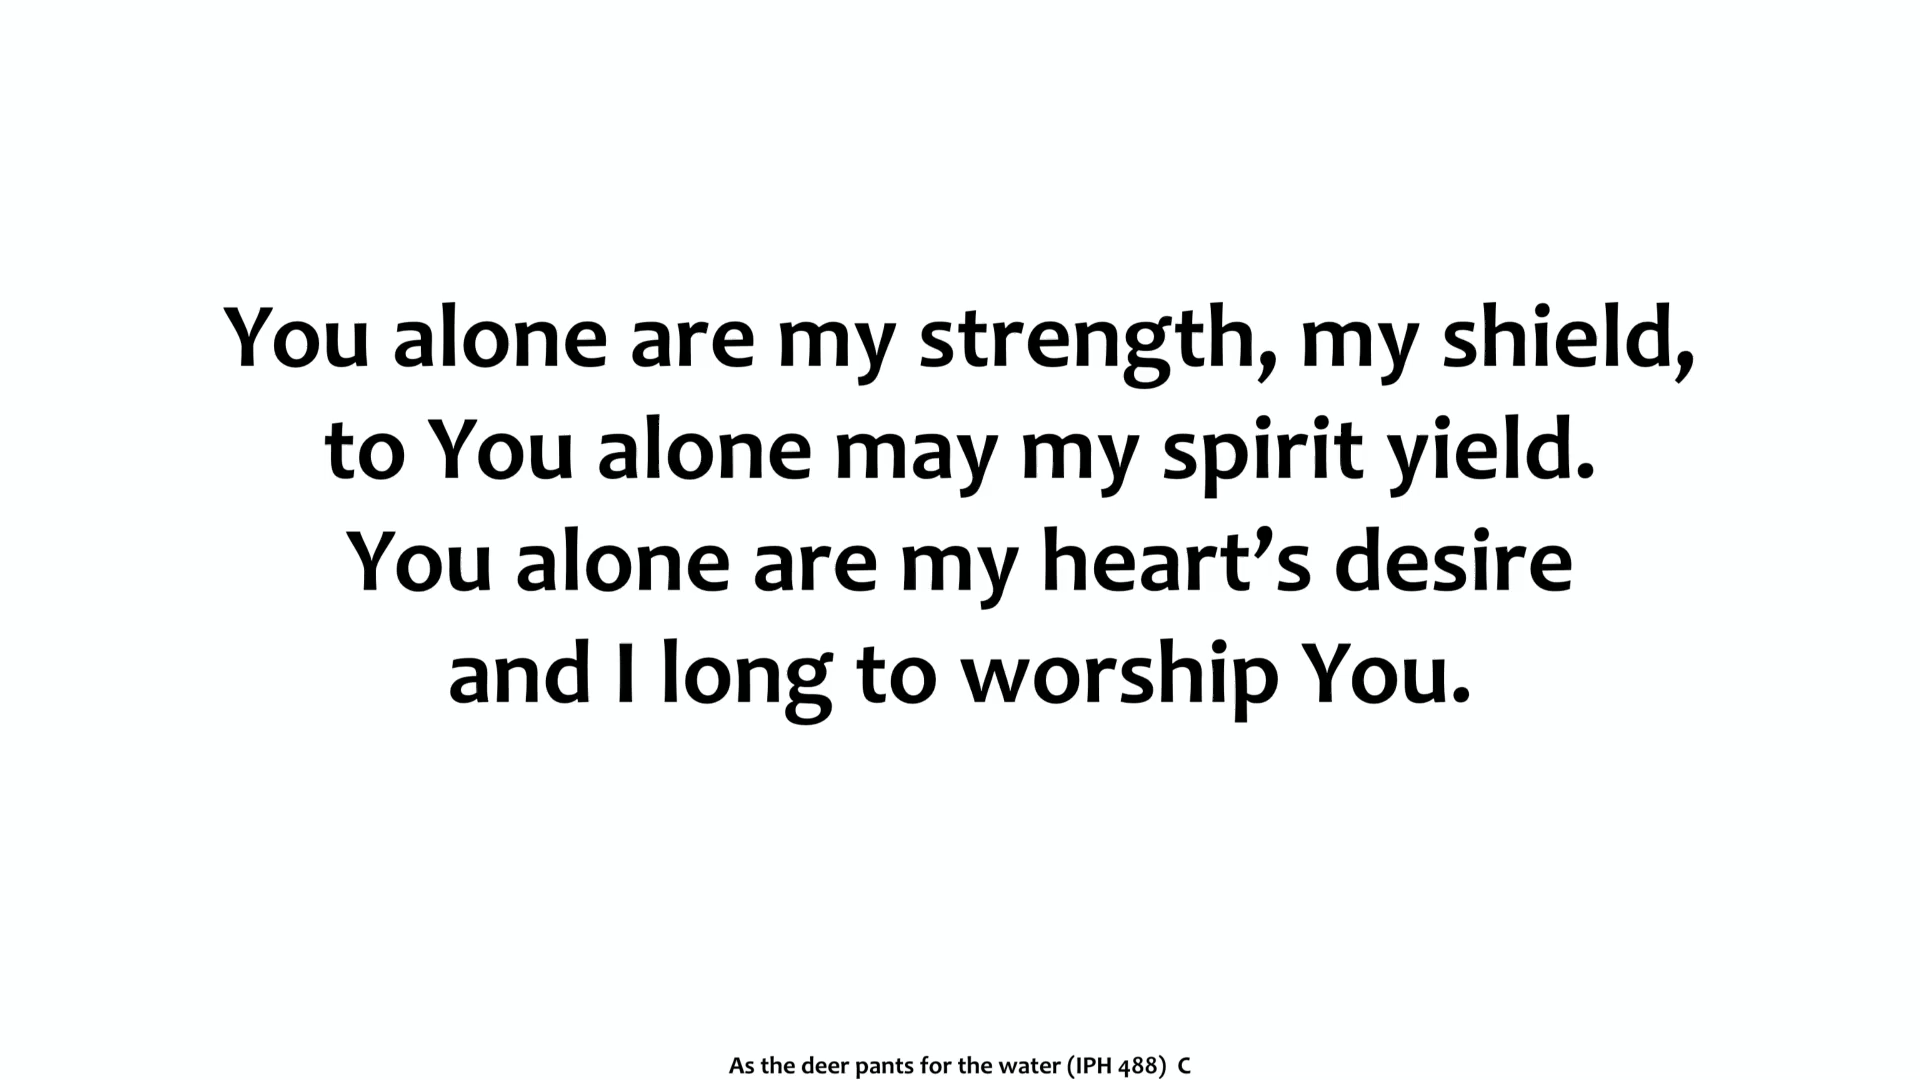 You alone are my strength, my shield,
to You alone may my spirit yield.
You alone are my heart’s desire
and I long to worship You.
As the deer pants for the water (IPH 488)  C